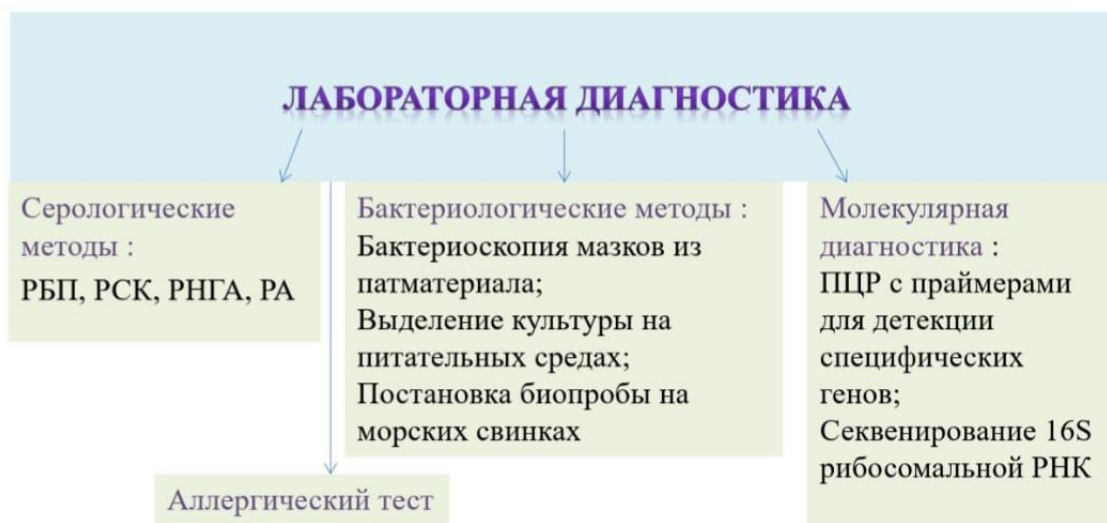 ЛАБОРАТОРНАЯ ДИАГНОСТИКА
Серологические
методы :
РБП, РСК, РНГА, РА
Бактериологические методы :
Бактериоскопия мазков из
патматериала;
Выделение культуры на
питательных средах;
Постановка биопробы на
морских свинках
Молекулярная
диагностика :
ПЦР с праймерами
для детекции
специфических
генов;
Секвенирование 16S
рибосомальной РНК
Аллергический тест